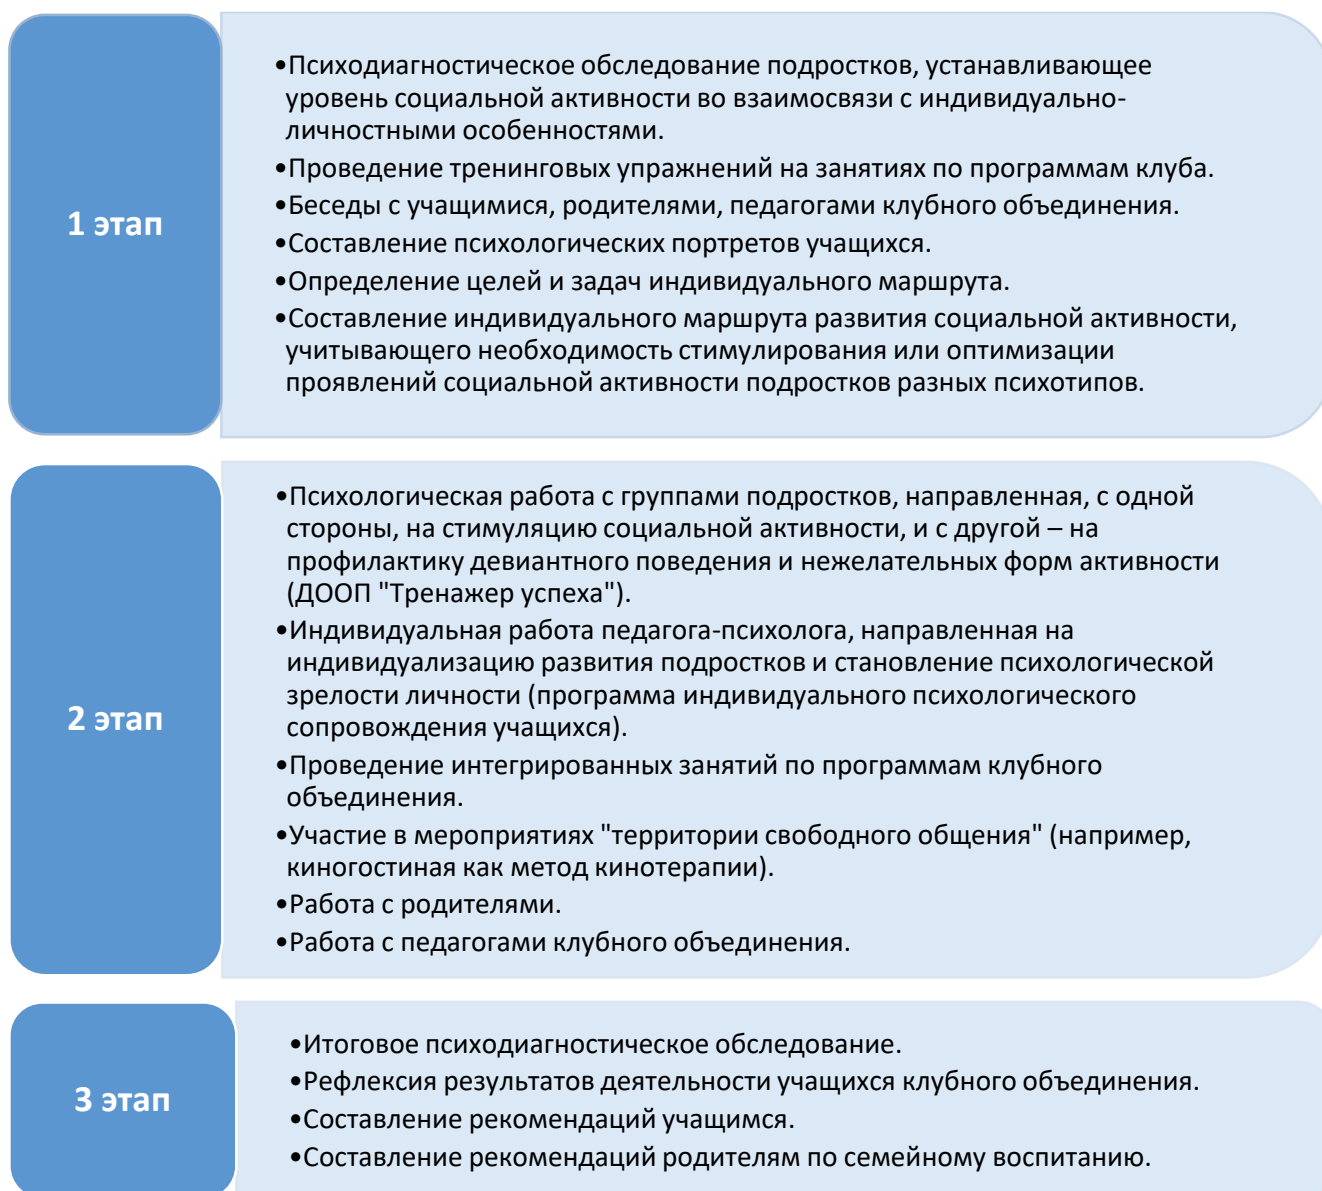 1 этап
•Психодиагностическое обследование подростков, устанавливающее
уровень социальной активности во взаимосвязи с индивидуально-
личностными особенностями.
•Проведение тренинговых упражнений на занятиях по программам клуба.
•Беседы с учащимися, родителями, педагогами клубного объединения.
•Составление психологических портретов учащихся.
•Определение целей и задач индивидуального маршрута.
•Составление индивидуального маршрута развития социальной активности,
учитывающего необходимость стимулирования или оптимизации
проявлений социальной активности подростков разных психотипов.
2 этап
•Психологическая работа с группами подростков, направленная, с одной
стороны, на стимуляцию социальной активности, и с другой – на
профилактику девиантного поведения и нежелательных форм активности
(ДООП "Тренажер успеха").
•Индивидуальная работа педагога-психолога, направленная на
индивидуализацию развития подростков и становление психологической
зрелости личности (программа индивидуального психологического
сопровождения учащихся).
•Проведение интегрированных занятий по программам клубного
объединения.
•Участие в мероприятиях "территории свободного общения" (например,
киногостиная как метод кинотерапии).
•Работа с родителями.
•Работа с педагогами клубного объединения.
3 этап
•Итоговое психодиагностическое обследование.
•Рефлексия результатов деятельности учащихся клубного объединения.
•Составление рекомендаций учащимся.
•Составление рекомендаций родителям по семейному воспитанию.